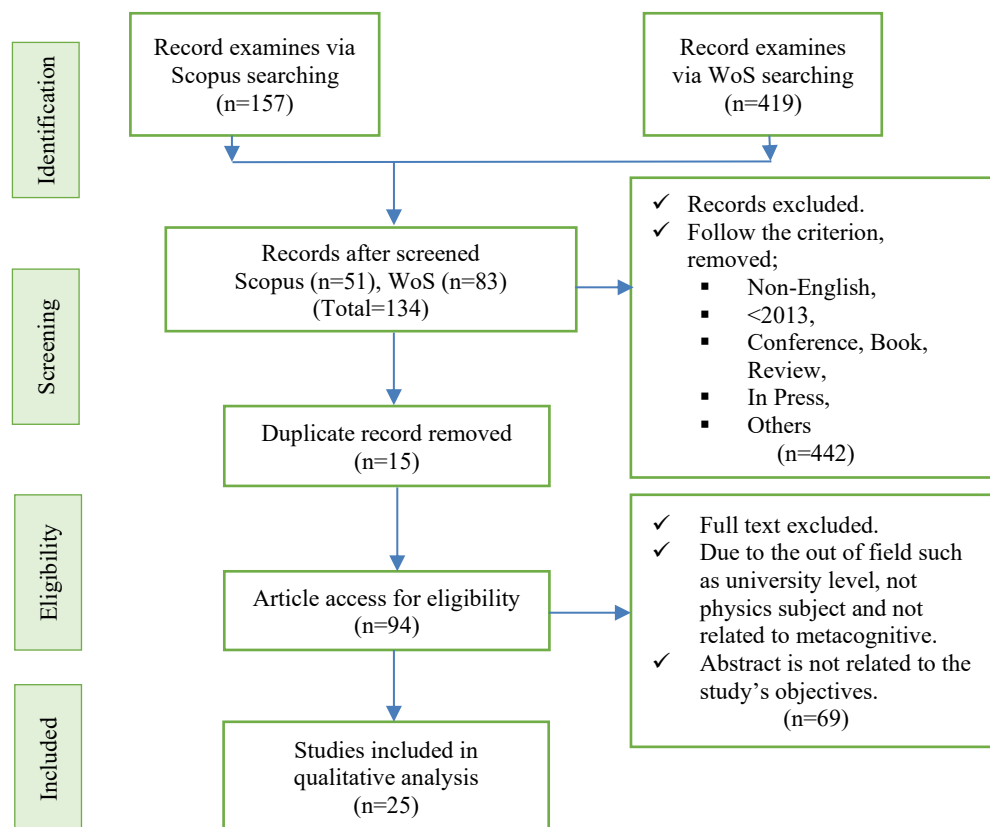 Identification
Record examines via
Scopus searching
(n=157)
Record examines
via WoS searching
(n=419)
Screening
Records after screened
Scopus (n=51), WoS (n=83)
(Total=134)
✓ Records excluded.
✓ Follow the criterion,
removed;
▪ Non-English,
▪ <2013,
▪ Conference, Book,
Review,
▪ In Press,
▪ Others
(n=442)
Duplicate record removed
(n=15)
Eligibility
Article access for eligibility
(n=94)
✓ Full text excluded.
✓ Due to the out of field such
as university level, not
physics subject and not
related to metacognitive.
✓ Abstract is not related to the
study’s objectives.
(n=69)
Included
Studies included in
qualitative analysis
(n=25)